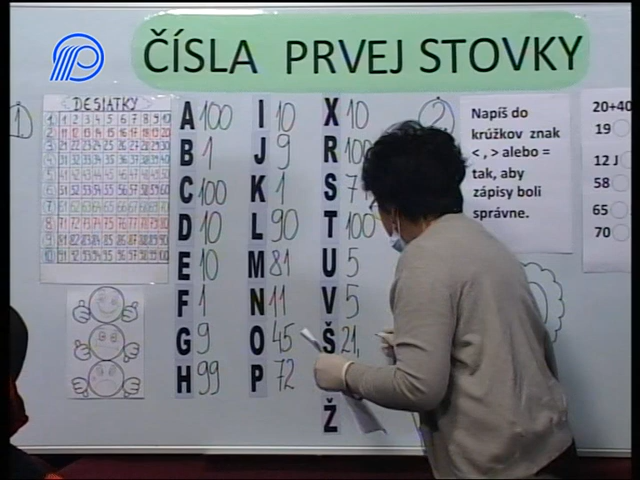 ČÍSLA PRVEJ STOVKY
1
DESIATKY
A 100
B 1
C 100
D 10
E 10
F 1
G 9
H 99
I 10
J 9
K 1
L 90
M 81
N 11
O 45
P 72
X 10
R 100
S 7
T 100
U 5
V 5
Š 21
Ž
2
Napíš do
krúžkov znak
< , > alebo =
tak, aby
zápisy boli
správne.
20+40
19
12
58
65
70